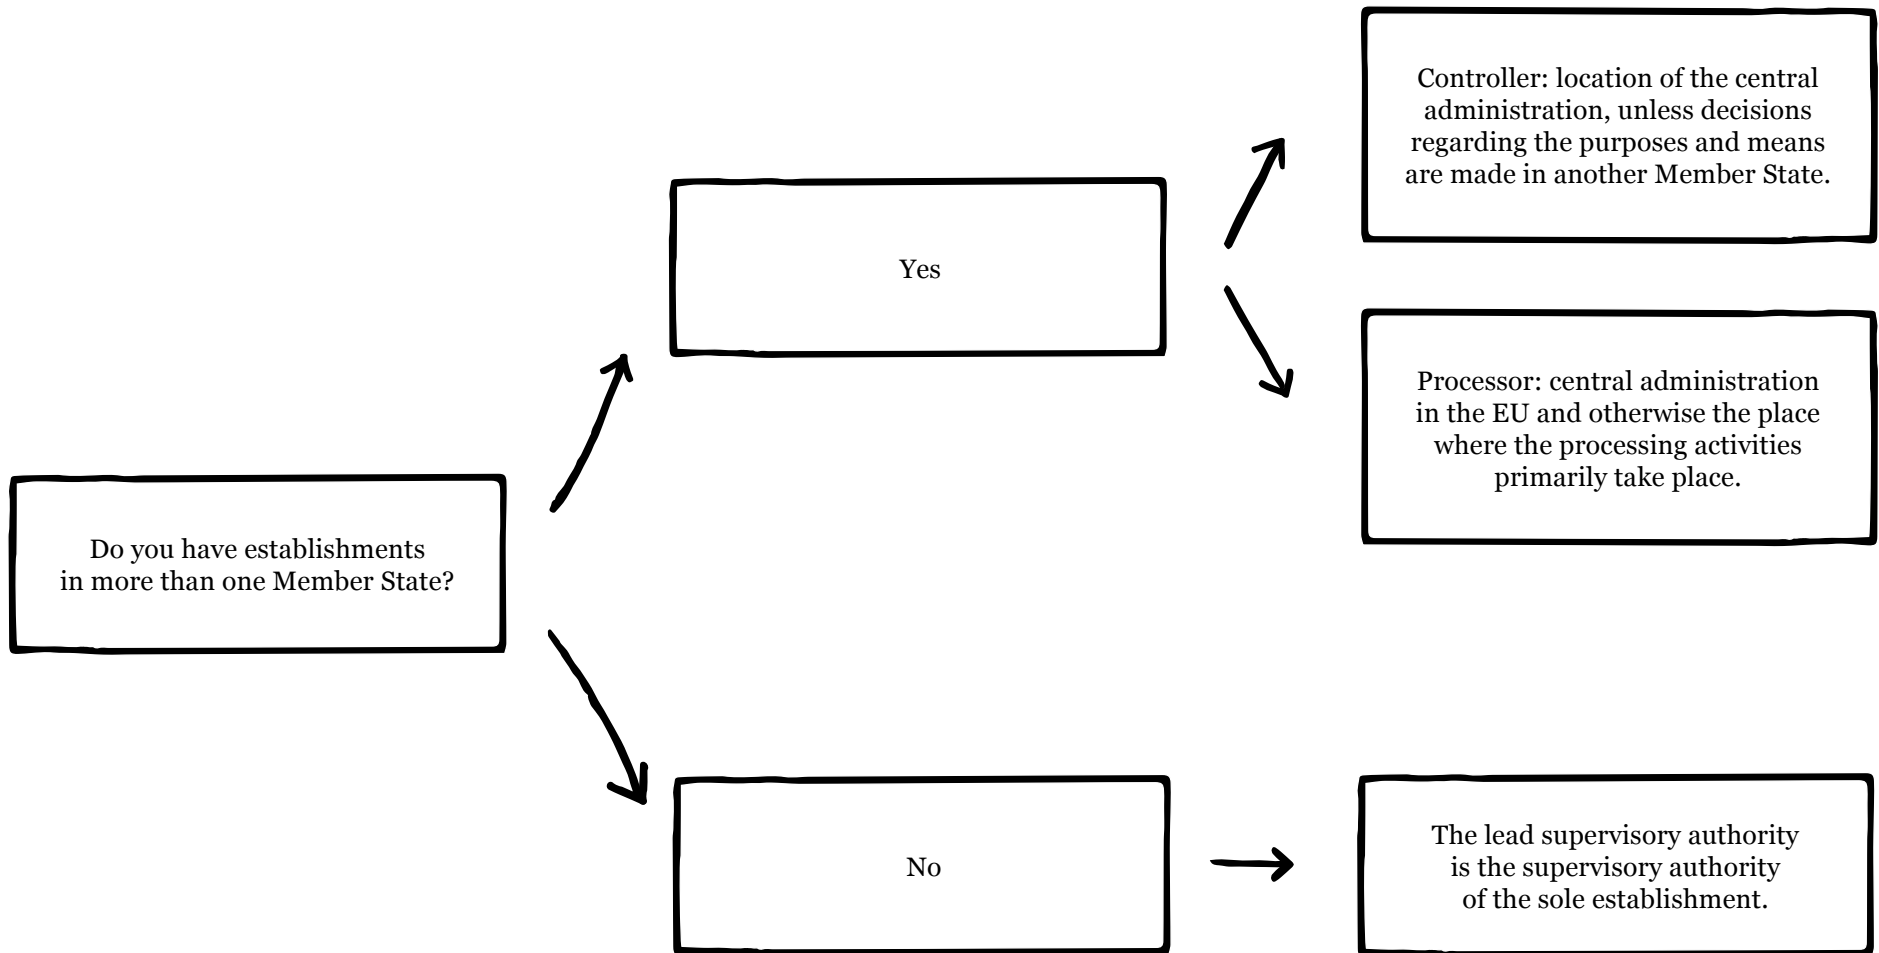 Controller: location of the central
administration, unless decisions
regarding the purposes and means
are made in another Member State.
Yes
Processor: central administration
in the EU and otherwise the place
where the processing activities
primarily take place.
Do you have establishments
in more than one Member State?
No
The lead supervisory authority
is the supervisory authority
of the sole establishment.